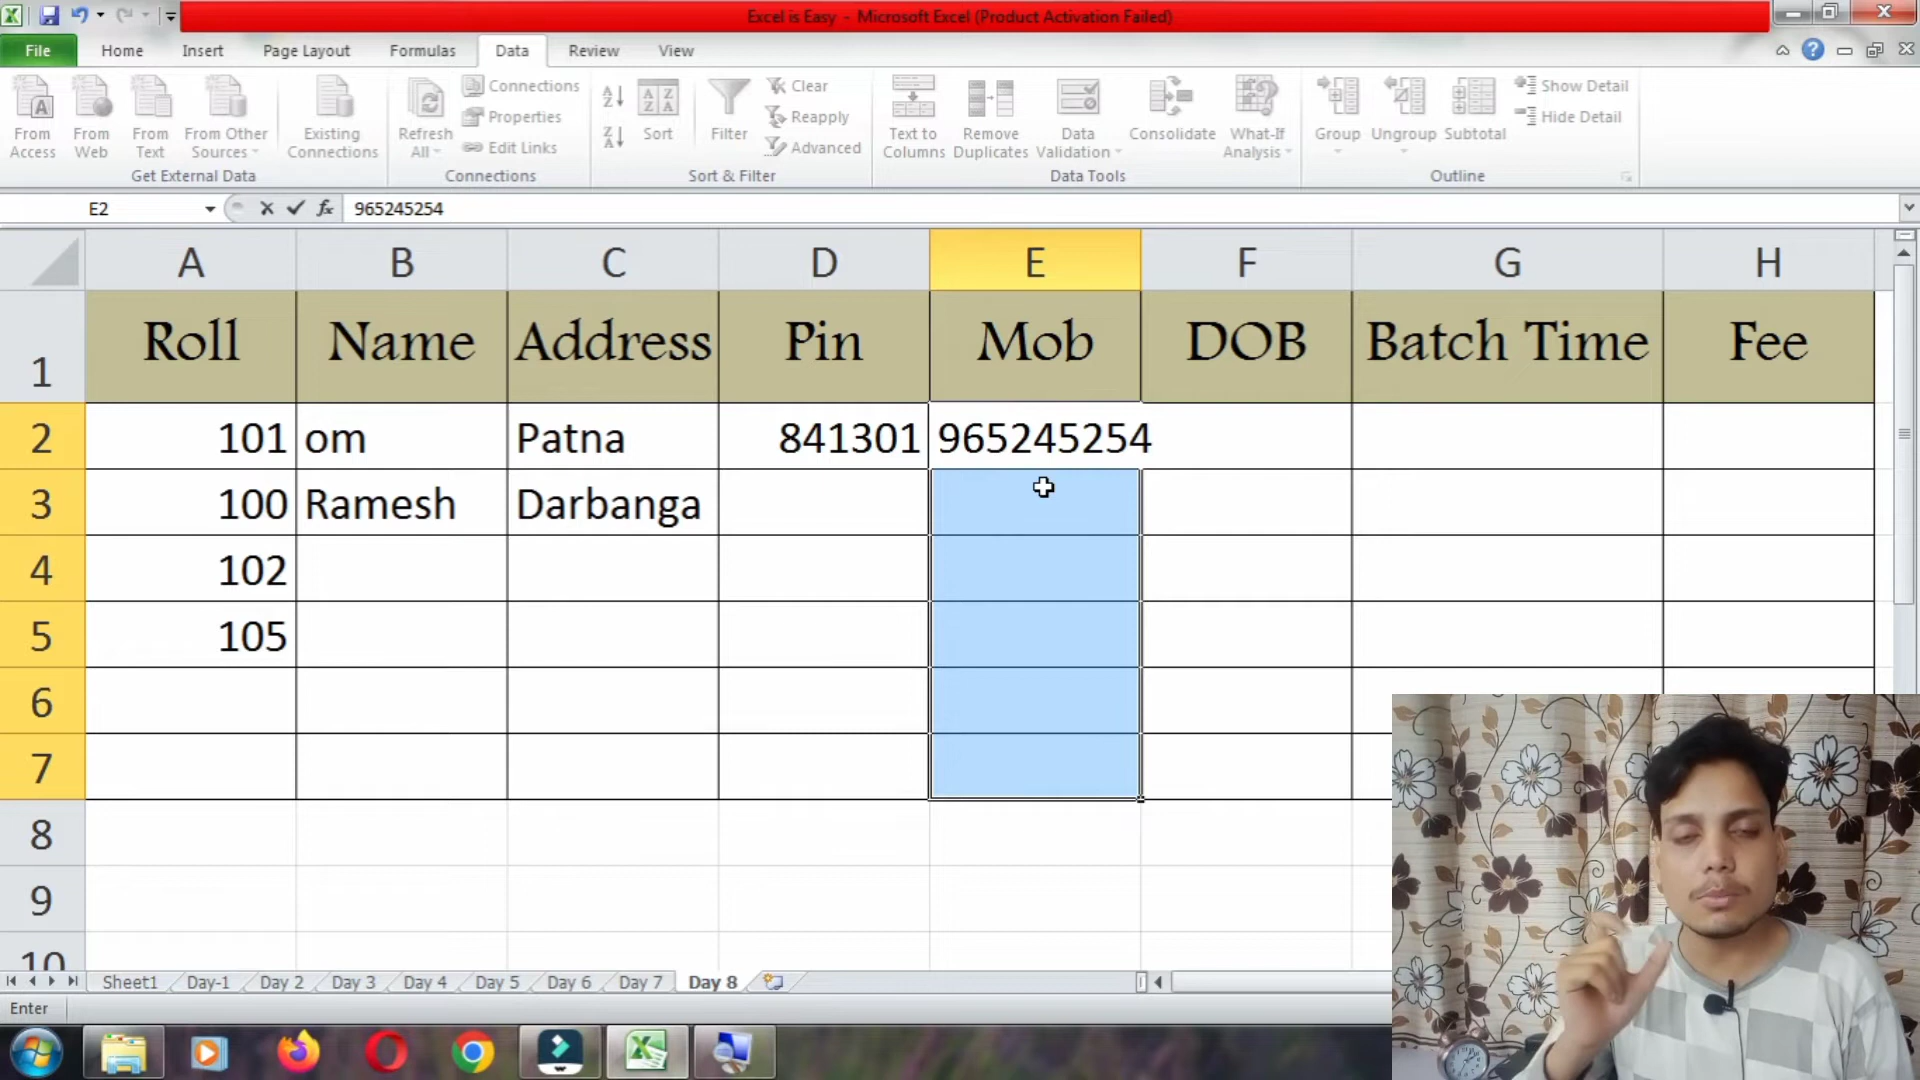 Excel is Easy - Microsoft Excel (Product Activation Failed)
File Home Insert Page Layout Formulas Data Review View
From Access From Web From Text From Other Sources Existing Connections Refresh All Connections Properties Edit Links Sort Filter Clear Reapply Advanced Text to Columns Remove Duplicates Data Validation Consolidate What-If Analysis Group Ungroup Subtotal Show Detail Hide Detail
Get External Data Connections Sort & Filter Data Tools Outline
E2 fx 965245254
A B C D E F G H
1 Roll Name Address Pin Mob DOB Batch Time Fee
2 101 om Patna 841301 965245254
3 100 Ramesh Darbanga
4 102
5 105
6
7
8
9
10
Sheet1 Day-1 Day 2 Day 3 Day 4 Day 5 Day 6 Day 7 Day 8
Enter